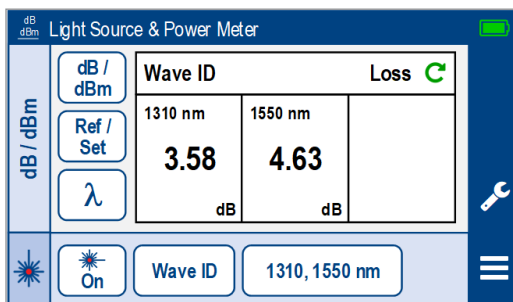 dB
dBm
Light Source & Power Meter
dB / dBm
dB /
dBm
Ref /
Set
λ
Wave ID
Loss
1310 nm
3.58
dB
1550 nm
4.63
dB
On
Wave ID
1310, 1550 nm